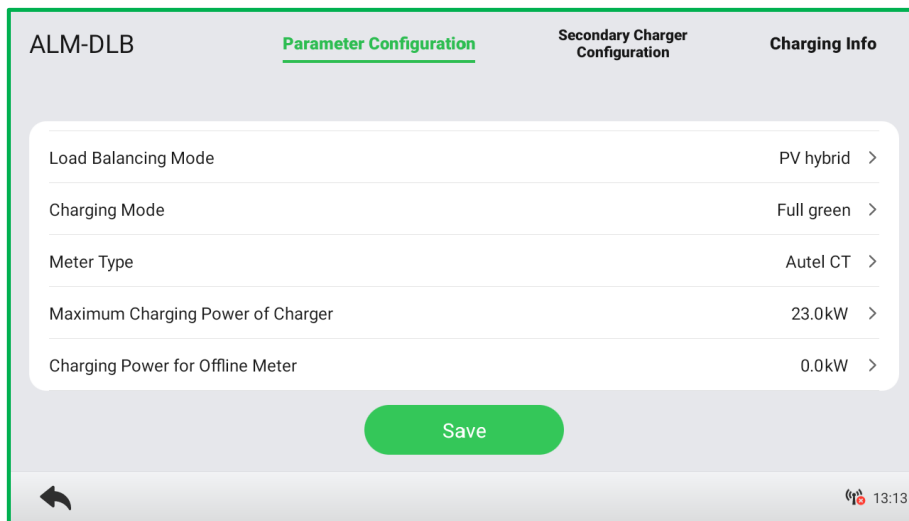 ALM-DLB
Parameter Configuration
Secondary Charger
Configuration
Charging Info
Load Balancing Mode
PV hybrid
Charging Mode
Full green
Meter Type
Autel CT
Maximum Charging Power of Charger
23.0kW
Charging Power for Offline Meter
0.0kW
Save
13:13